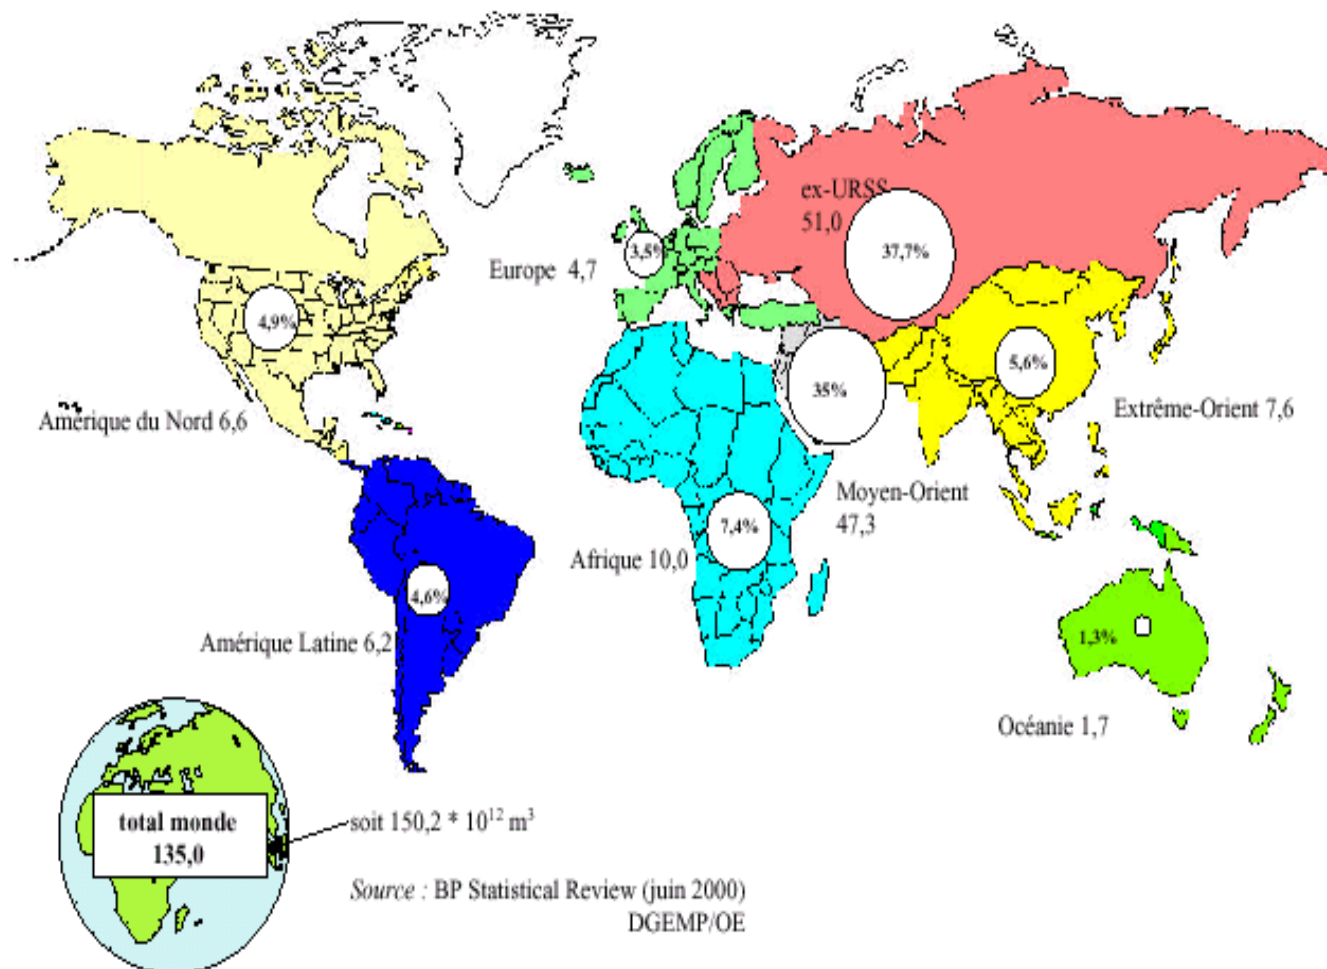 ex-URSS
51,0
37,7%
3,5%
Europe 4,7
4,9%
5,6%
35%
Amérique du Nord 6,6
Extrême-Orient 7,6
Moyen-Orient
47,3
7,4%
Afrique 10,0
4,6%
Amérique Latine 6,2
1,3%
Océanie 1,7
total monde
135,0
soit 150,2 * 10¹² m³
Source : BP Statistical Review (juin 2000)
DGEMP/OE